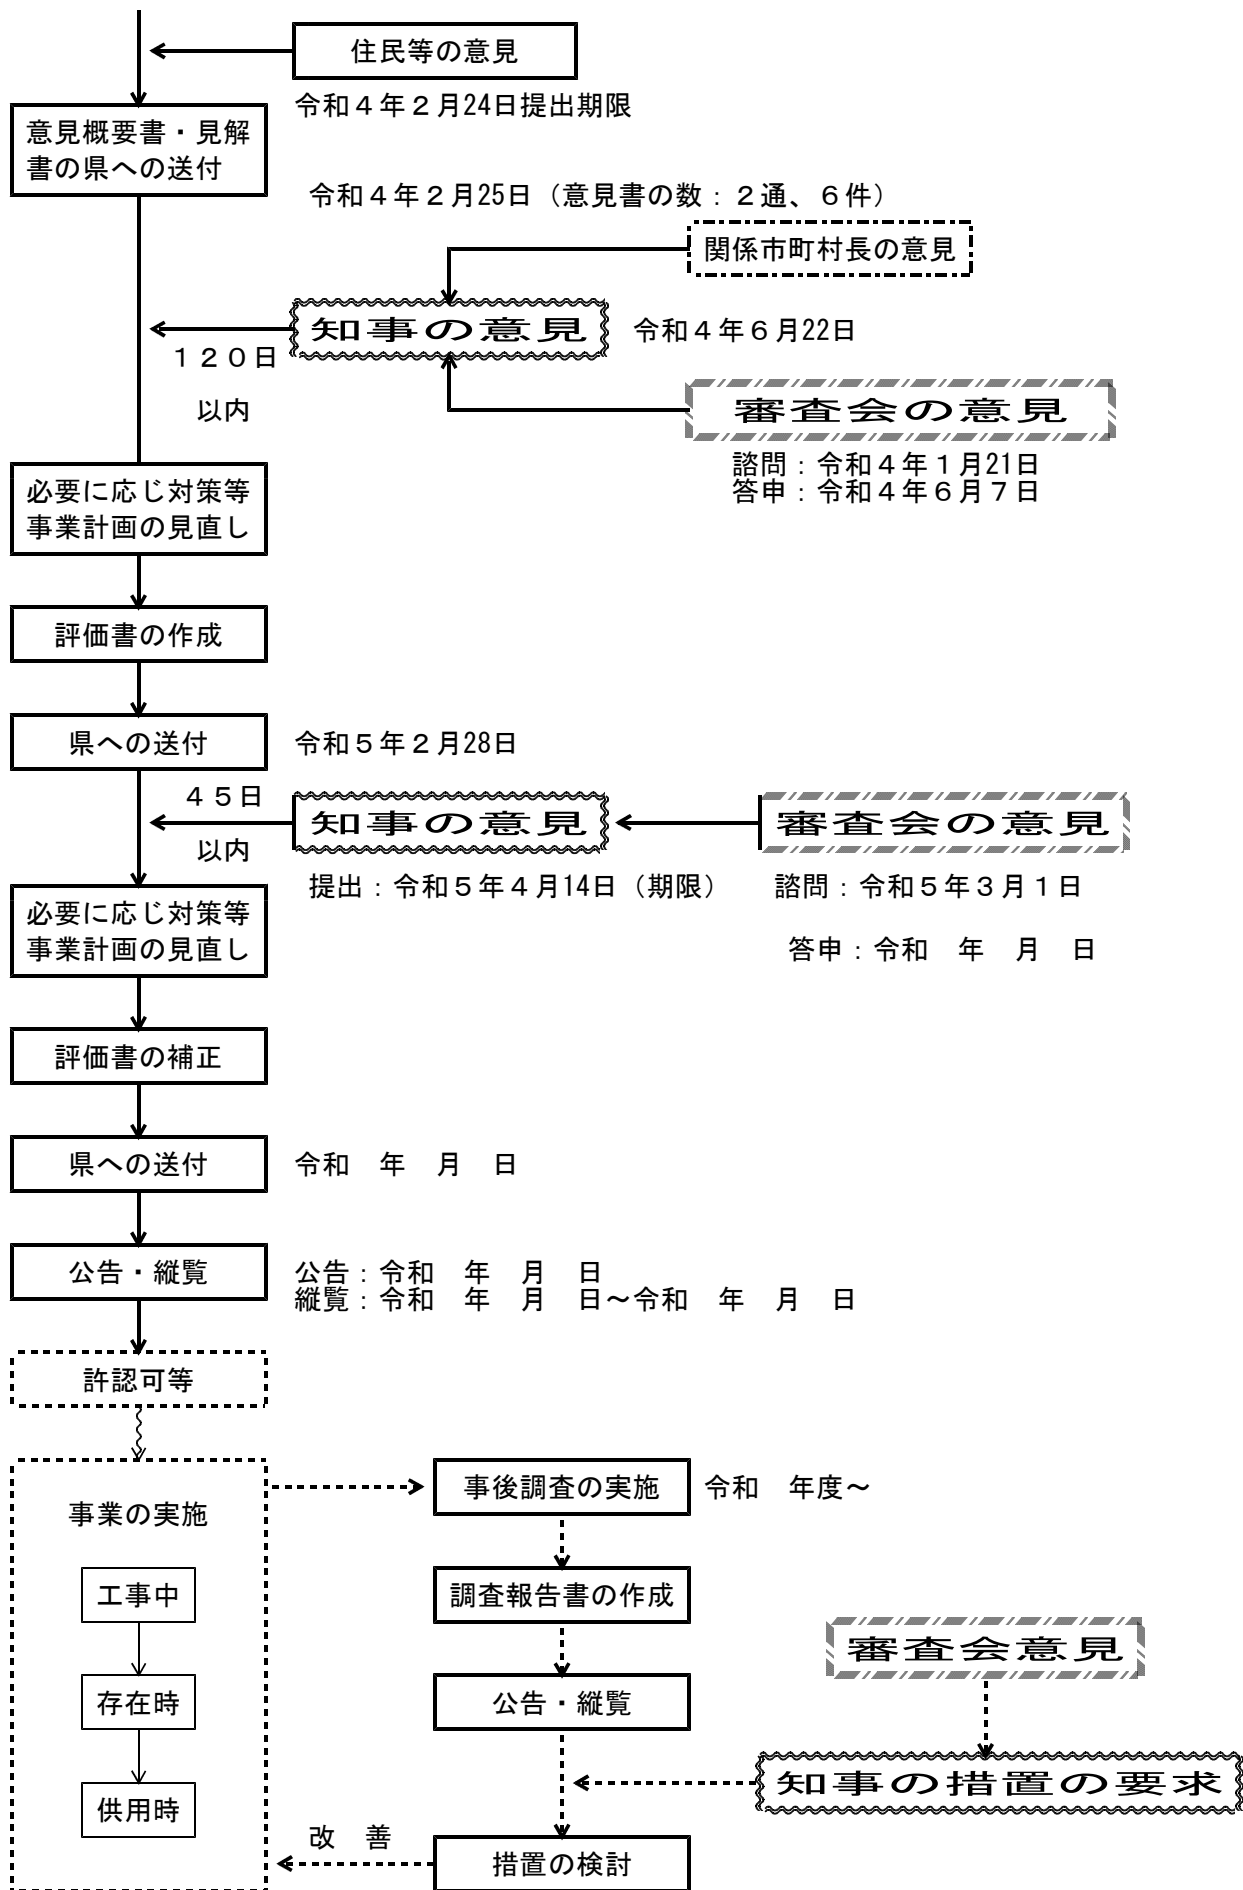 住民等の意見
令和４年２月24日提出期限
意見概要書・見解
書の県への送付
令和４年２月25日（意見書の数：２通、６件）
関係市町村長の意見
知事の意見
令和４年６月22日
１２０日
以内
審査会の意見
諮問：令和４年１月21日
答申：令和４年６月７日
必要に応じ対策等
事業計画の見直し
評価書の作成
県への送付
令和５年２月28日
４５日
以内
知事の意見
審査会の意見
提出：令和５年４月14日（期限）
諮問：令和５年３月１日
答申：令和　年　月　日
必要に応じ対策等
事業計画の見直し
評価書の補正
県への送付
令和　年　月　日
公告・縦覧
公告：令和　年　月　日
縦覧：令和　年　月　日～令和　年　月　日
許認可等
事業の実施
工事中
存在時
供用時
事後調査の実施
令和　年度～
調査報告書の作成
審査会意見
公告・縦覧
知事の措置の要求
改　善
措置の検討